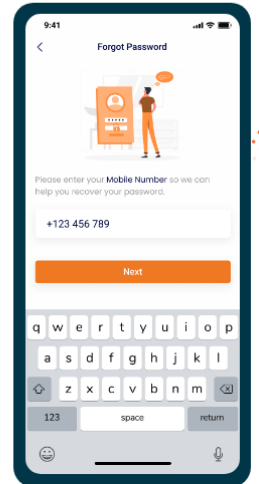 9:41
Forgot Password
Please enter your Mobile Number so we can
help you recover your password.
+123 456 789
Next
q w e r t y u i o p
a s d f g h j k l
z x c v b n m
123 space return